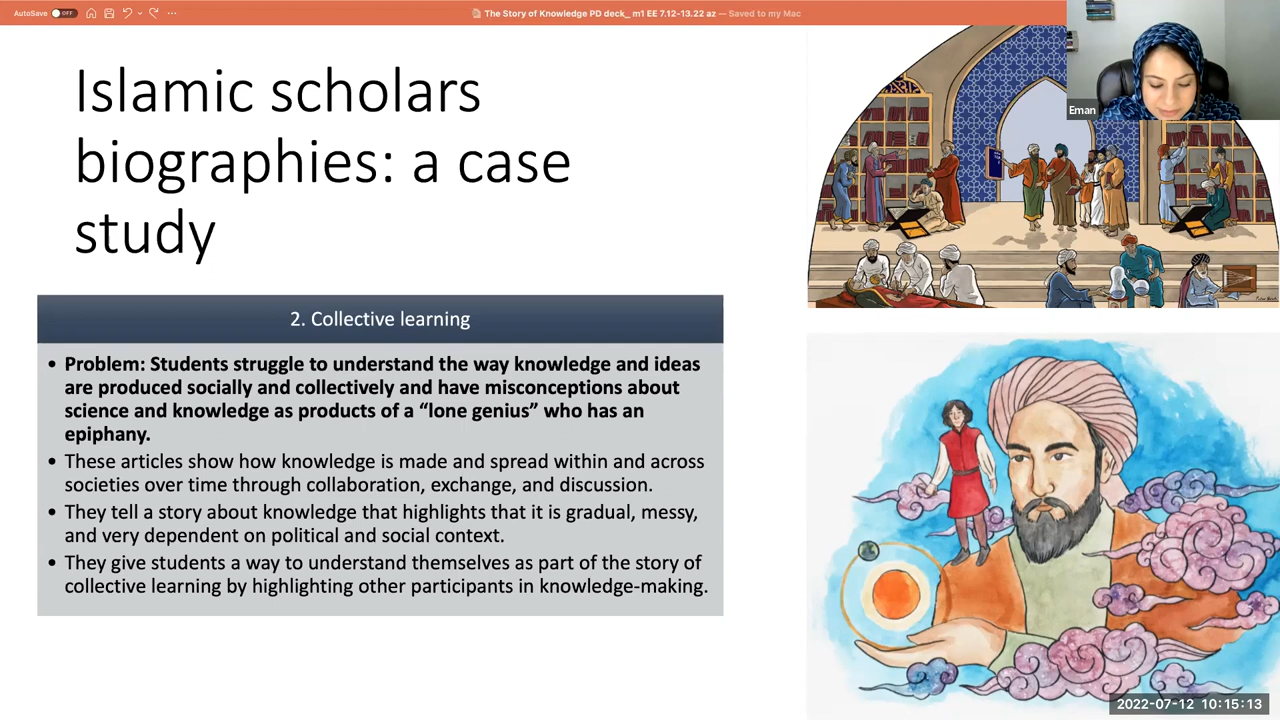 AutoSave OFF
The Story of Knowledge PD deck_ m1 EE 7.12-13.22 az — Saved to my Mac
Islamic scholars
biographies: a case
study
2. Collective learning
• Problem: Students struggle to understand the way knowledge and ideas
are produced socially and collectively and have misconceptions about
science and knowledge as products of a “lone genius” who has an
epiphany.
• These articles show how knowledge is made and spread within and across
societies over time through collaboration, exchange, and discussion.
• They tell a story about knowledge that highlights that it is gradual, messy,
and very dependent on political and social context.
• They give students a way to understand themselves as part of the story of
collective learning by highlighting other participants in knowledge-making.
Eman
2022-07-12 10:15:13